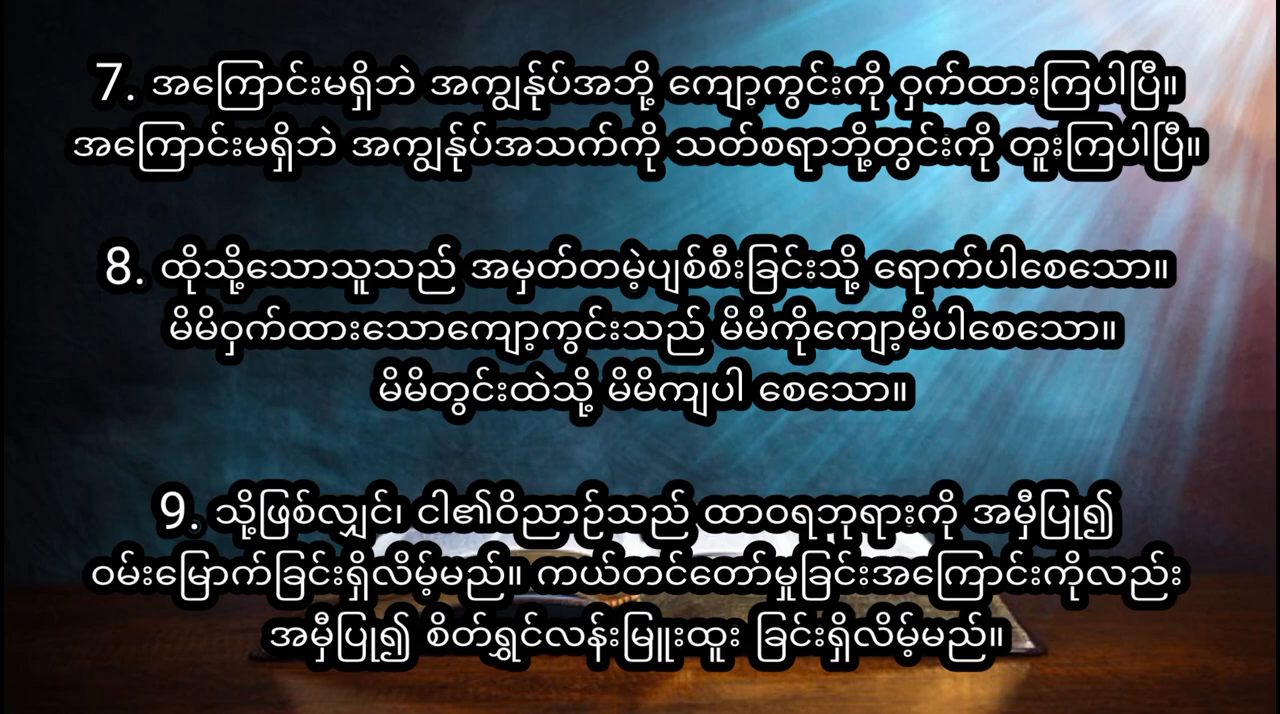 7. အကြောင်းမရှိဘဲ အကျွန်ုပ်အဘို့ ကျော့ကွင်းကို ဝှက်ထားကြပါပြီ။
အကြောင်းမရှိဘဲ အကျွန်ုပ်အသက်ကို သတ်စရာဘို့တွင်းကို တူးကြပါပြီ။
8. ထိုသို့သောသူသည် အမှတ်တမဲ့ပျစ်စီးခြင်းသို့ ရောက်ပါစေသော။
မိမိဝှက်ထားသောကျော့ကွင်းသည် မိမိကိုကျော့မိပါစေသော။
မိမိတွင်းထဲသို့ မိမိကျပါ စေသော။
9. သို့ဖြစ်လျှင်၊ ငါ၏ဝိညာဉ်သည် ထာဝရဘုရားကို အမှီပြု၍
ဝမ်းမြောက်ခြင်းရှိလိမ့်မည်။ ကယ်တင်တော်မူခြင်းအကြောင်းကိုလည်း
အမှီပြု၍ စိတ်ရွှင်လန်းမြူးထူး ခြင်းရှိလိမ့်မည်။